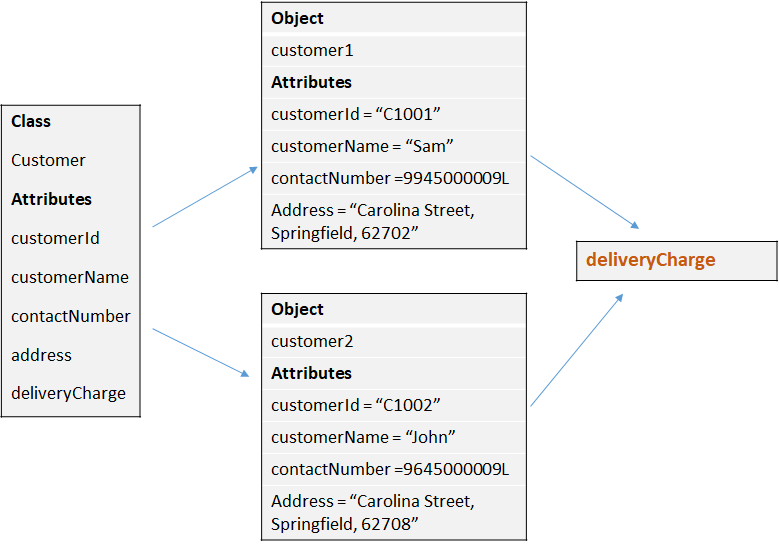 Class
Customer
Attributes
customerId
customerName
contactNumber
address
deliveryCharge
Object
customer1
Attributes
customerId = “C1001”
customerName = “Sam”
contactNumber =9945000009L
Address = “Carolina Street,
Springfield, 62702”
Object
customer2
Attributes
customerId = “C1002”
customerName = “John”
contactNumber =9645000009L
Address = “Carolina Street,
Springfield, 62708”
deliveryCharge